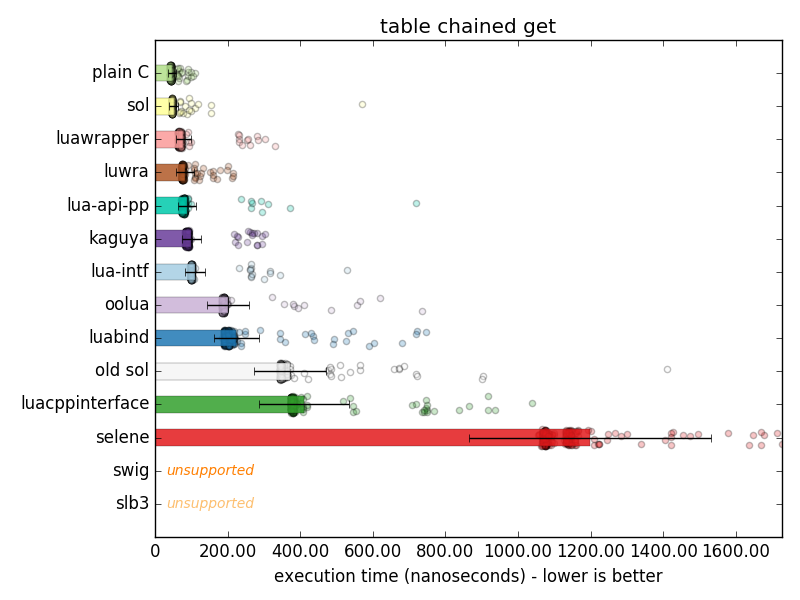 table chained get
plain C
sol
luawrapper
luwra
lua-api-pp
kaguya
lua-intf
oolua
luabind
old sol
luacppinterface
selene
swig unsupported
slb3 unsupported
0 200.00 400.00 600.00 800.00 1000.00 1200.00 1400.00 1600.00
execution time (nanoseconds) - lower is better